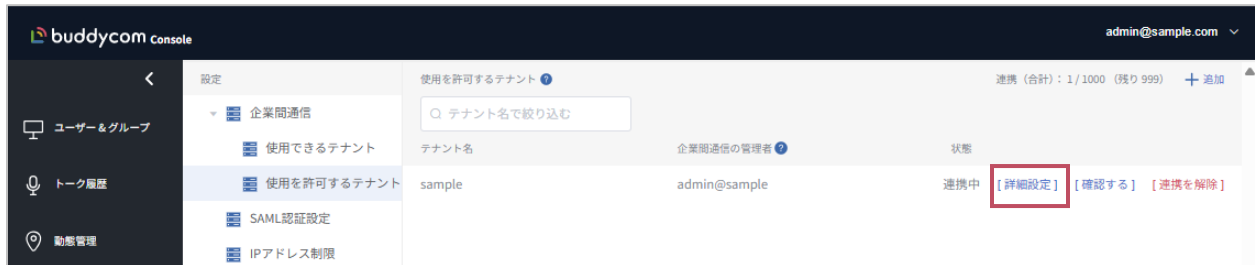 buddycom Console
admin@sample.com
設定
使用を許可するテナント ?
連携（合計）: 1 / 1000 （残り 999）
追加
ユーザー＆グループ
企業間通信
テナント名で絞り込む
使用できるテナント
テナント名
企業間通信の管理者 ?
状態
トーク履歴
使用を許可するテナント
sample
admin@sample
連携中
[ 詳細設定 ]
[ 確認する ]
[ 連携を解除 ]
SAML認証設定
動態管理
IPアドレス制限